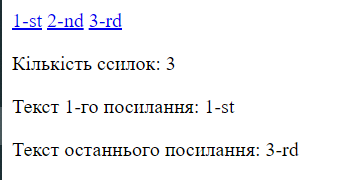 1-st 2-nd 3-rd
Кількість ссилок: 3
Текст 1-го посилання: 1-st
Текст останнього посилання: 3-rd